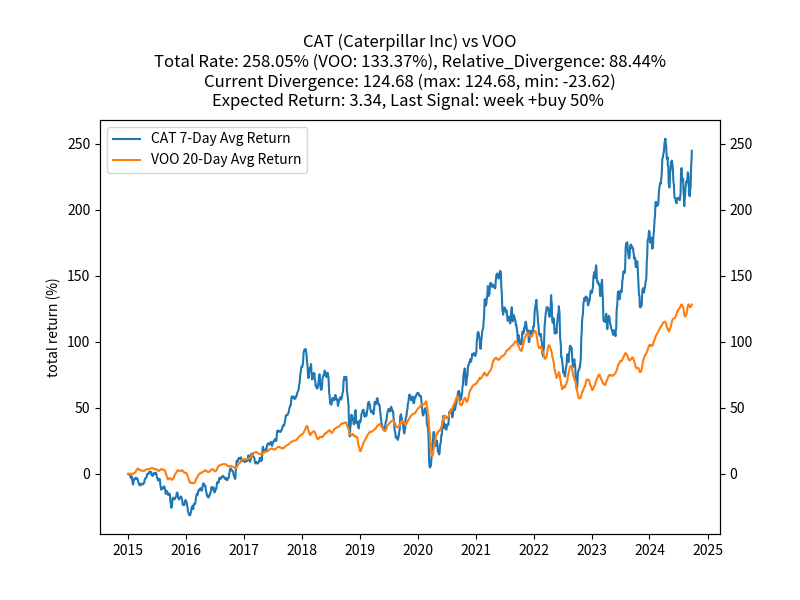 CAT (Caterpillar Inc) vs VOO
Total Rate: 258.05% (VOO: 133.37%), Relative_Divergence: 88.44%
Current Divergence: 124.68 (max: 124.68, min: -23.62)
Expected Return: 3.34, Last Signal: week +buy 50%
CAT 7-Day Avg Return
VOO 20-Day Avg Return
total return (%)
250
200
150
100
50
0
250
200
150
100
50
0
2015 2016 2017 2018 2019 2020 2021 2022 2023 2024 2025